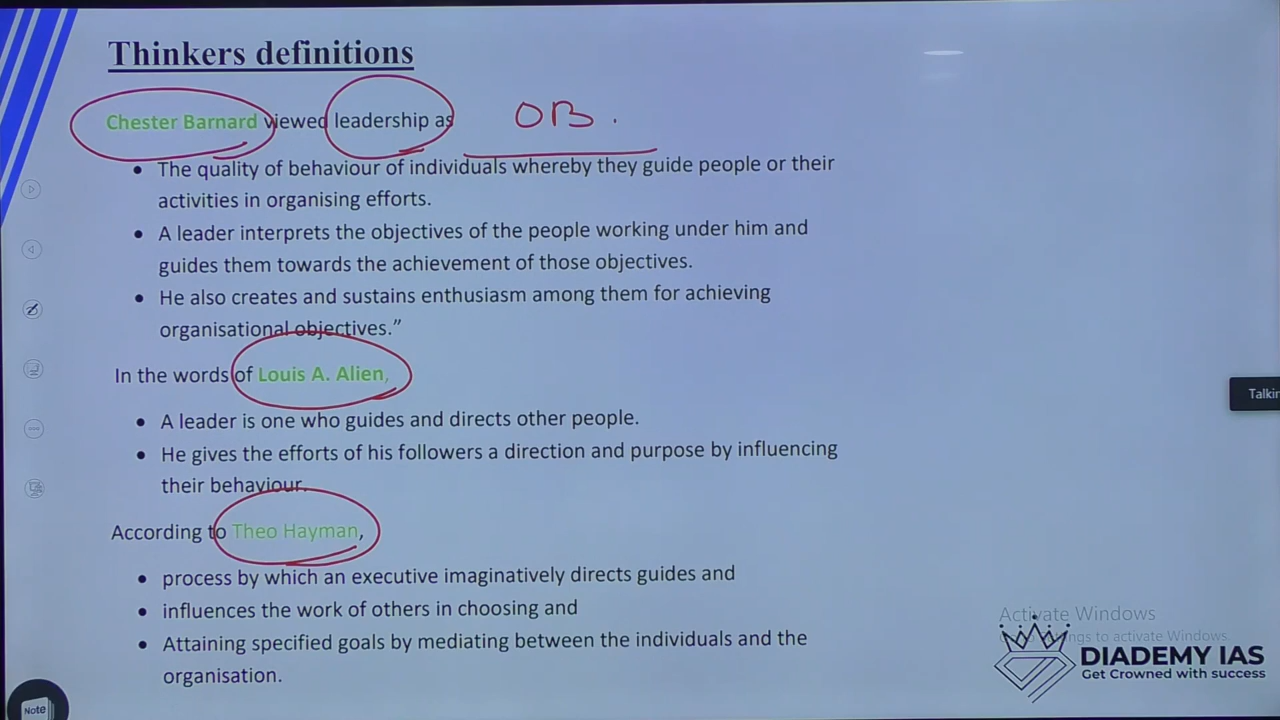 Thinkers definitions
Chester Barnard viewed leadership as OB.
• The quality of behaviour of individuals whereby they guide people or their
activities in organising efforts.
• A leader interprets the objectives of the people working under him and
guides them towards the achievement of those objectives.
• He also creates and sustains enthusiasm among them for achieving
organisational objectives.”
In the words of Louis A. Alien,
• A leader is one who guides and directs other people.
• He gives the efforts of his followers a direction and purpose by influencing
their behaviour.
According to Theo Hayman,
• process by which an executive imaginatively directs guides and
• influences the work of others in choosing and
• Attaining specified goals by mediating between the individuals and the
organisation.
Talkin
Activate Windows
to activate Windows.
DIADEMY IAS
Get Crowned with success
Note